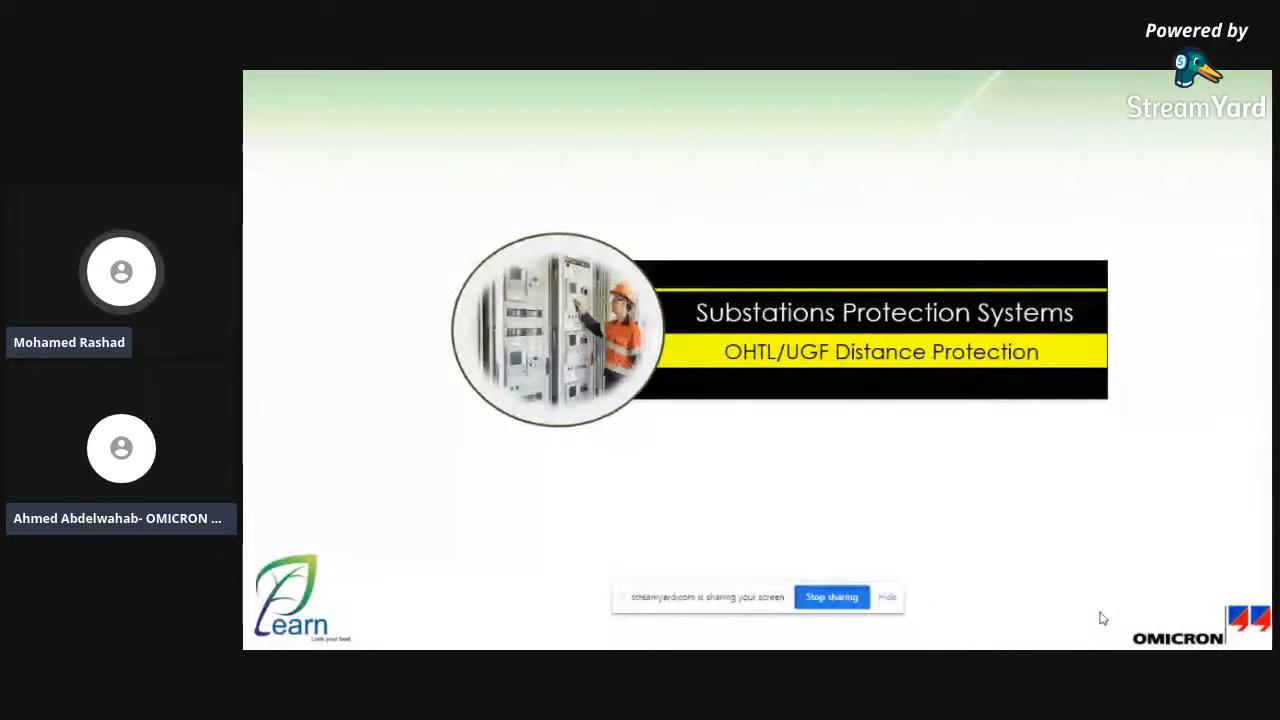 Powered by
StreamYard
Mohamed Rashad
Ahmed Abdelwahab- OMICRON ...
Substations Protection Systems
OHTL/UGF Distance Protection
streamyard.com is sharing your screen
Stop sharing
Hide
Learn
OMICRON